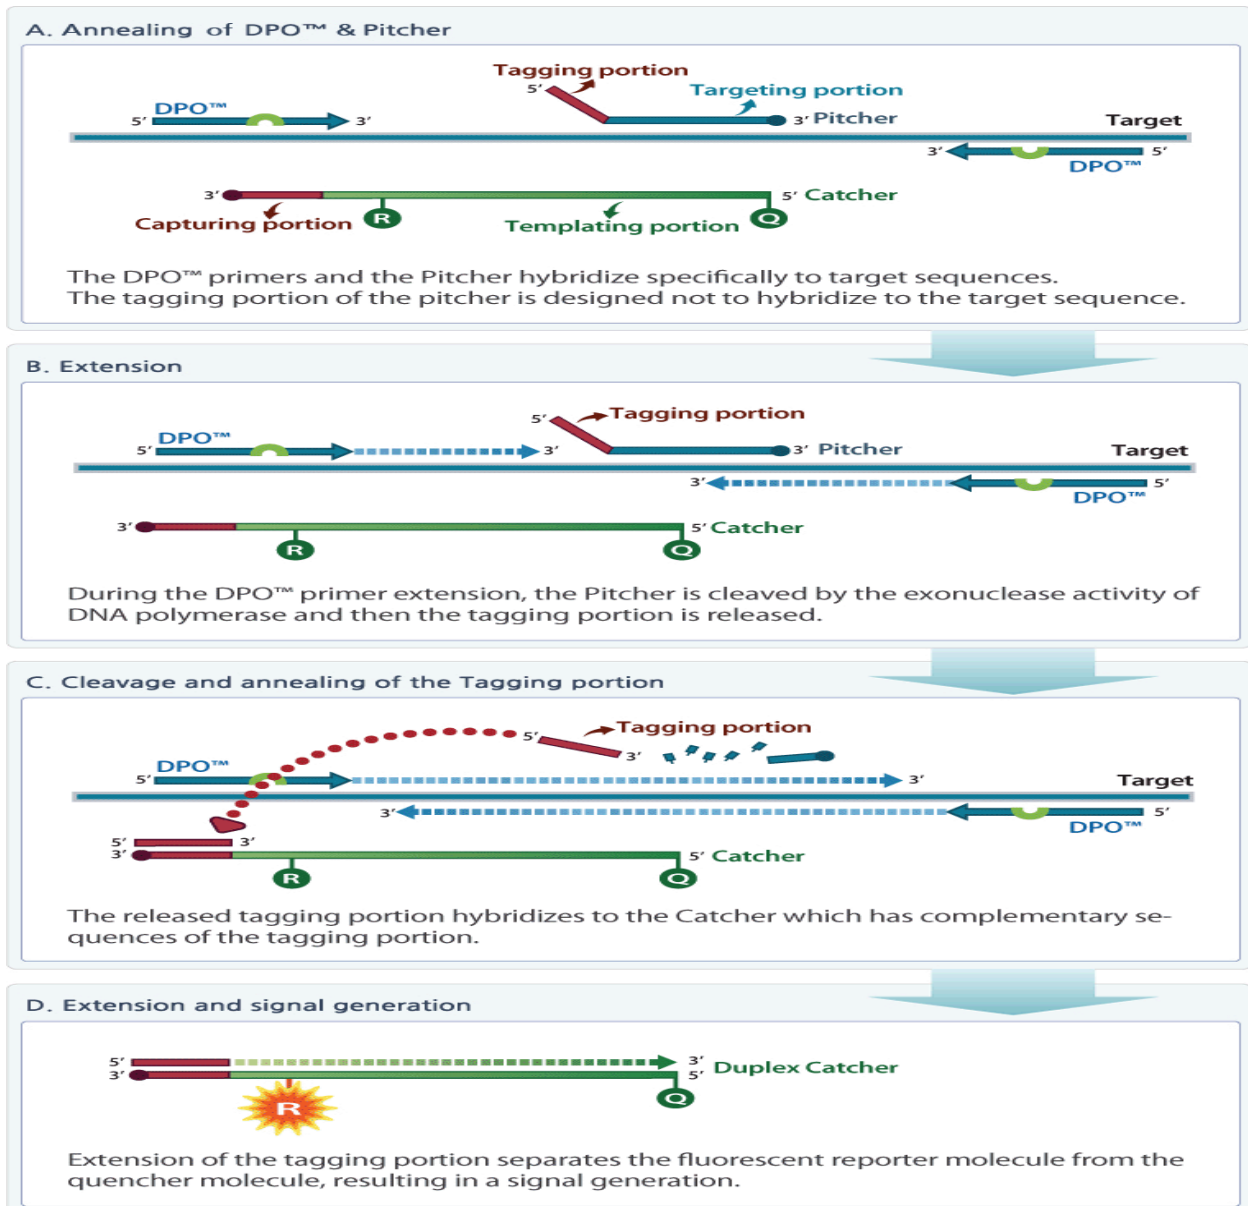 A. Annealing of DPO™ & Pitcher
Tagging portion
5′
Targeting portion
DPO™
5′
3′
3′ Pitcher
Target
3′
5′
DPO™
3′
5′ Catcher
R
Q
Capturing portion
Templating portion
The DPO™ primers and the Pitcher hybridize specifically to target sequences.
The tagging portion of the pitcher is designed not to hybridize to the target sequence.
B. Extension
5′
Tagging portion
DPO™
5′
3′
3′ Pitcher
Target
3′
5′
DPO™
3′
5′ Catcher
R
Q
During the DPO™ primer extension, the Pitcher is cleaved by the exonuclease activity of
DNA polymerase and then the tagging portion is released.
C. Cleavage and annealing of the Tagging portion
Tagging portion
5′
3′
DPO™
5′
3′
Target
3′
5′
DPO™
5′
3′
3′
5′ Catcher
R
Q
The released tagging portion hybridizes to the Catcher which has complementary se-
quences of the tagging portion.
D. Extension and signal generation
5′
3′
3′
5′
Duplex Catcher
R
Q
Extension of the tagging portion separates the fluorescent reporter molecule from the
quencher molecule, resulting in a signal generation.